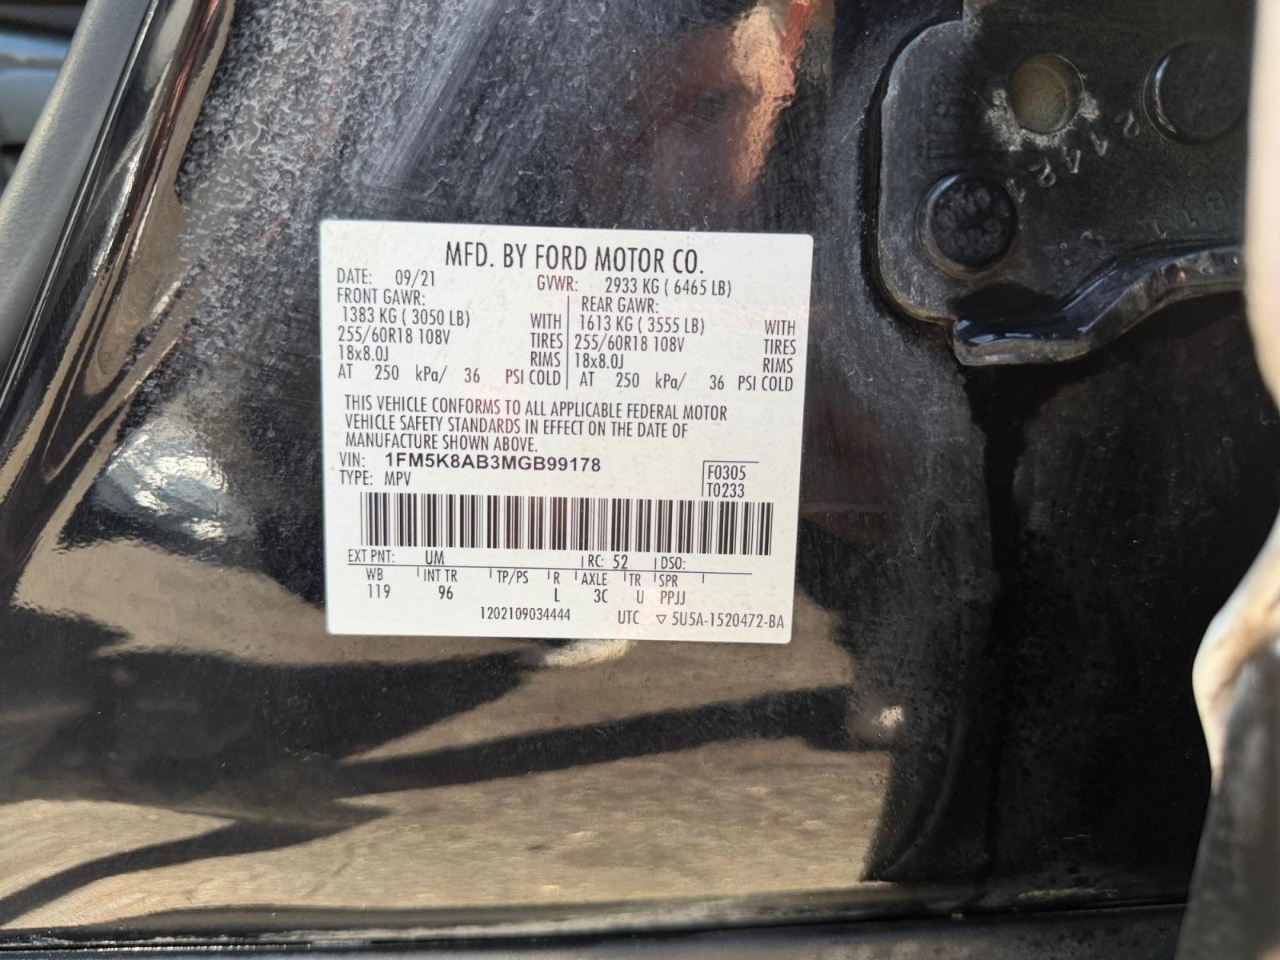 MFD. BY FORD MOTOR CO.
DATE: 09/21 GVWR: 2933 KG ( 6465 LB)
FRONT GAWR: REAR GAWR:
1383 KG ( 3050 LB) WITH 1613 KG ( 3555 LB) WITH
255/60R18 108V TIRES 255/60R18 108V TIRES
18x8.0J RIMS 18x8.0J RIMS
AT 250 kPa/ 36 PSI COLD AT 250 kPa/ 36 PSI COLD
THIS VEHICLE CONFORMS TO ALL APPLICABLE FEDERAL MOTOR
VEHICLE SAFETY STANDARDS IN EFFECT ON THE DATE OF
MANUFACTURE SHOWN ABOVE.
VIN: 1FM5K8AB3MGB99178 F0305
TYPE: MPV T0233
EXT PNT: UM RC: 52 DSO:
WB INT TR TP/PS R AXLE TR SPR
119 96 L 3C U PPJJ
1202109034444 UTC ▽ 5U5A-1520472-BA